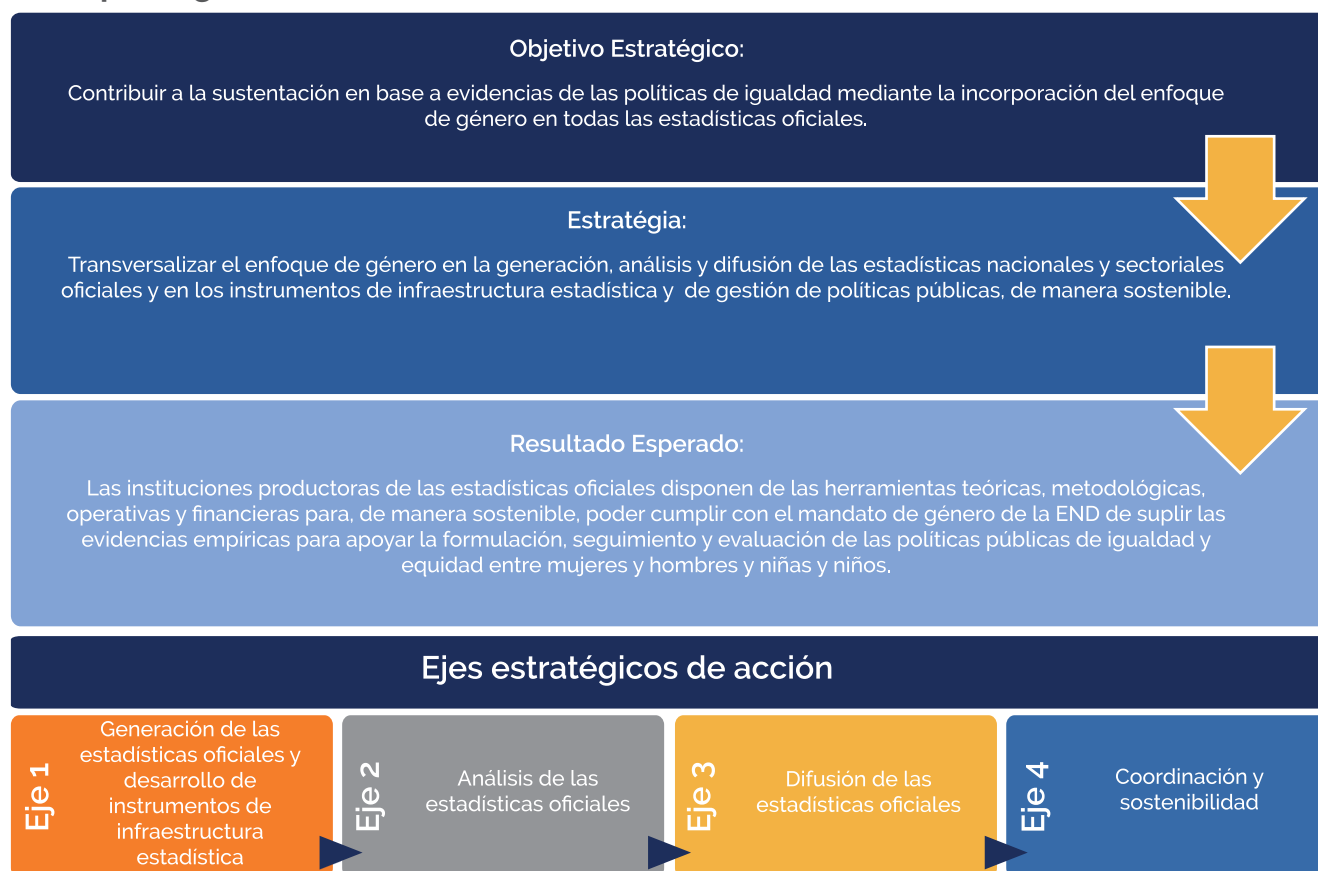 Objetivo Estratégico:
Contribuir a la sustentación en base a evidencias de las políticas de igualdad mediante la incorporación del enfoque
de género en todas las estadísticas oficiales.
Estratégia:
Transversalizar el enfoque de género en la generación, análisis y difusión de las estadísticas nacionales y sectoriales
oficiales y en los instrumentos de infraestructura estadística y de gestión de políticas públicas, de manera sostenible.
Resultado Esperado:
Las instituciones productoras de las estadísticas oficiales disponen de las herramientas teóricas, metodológicas,
operativas y financieras para, de manera sostenible, poder cumplir con el mandato de género de la END de suplir las
evidencias empíricas para apoyar la formulación, seguimiento y evaluación de las políticas públicas de igualdad y
equidad entre mujeres y hombres y niñas y niños.
Ejes estratégicos de acción
Eje 1
Generación de las
estadísticas oficiales y
desarrollo de
instrumentos de
infraestructura
estadística
Eje 2
Análisis de las
estadísticas oficiales
Eje 3
Difusión de las
estadísticas oficiales
Eje 4
Coordinación y
sostenibilidad